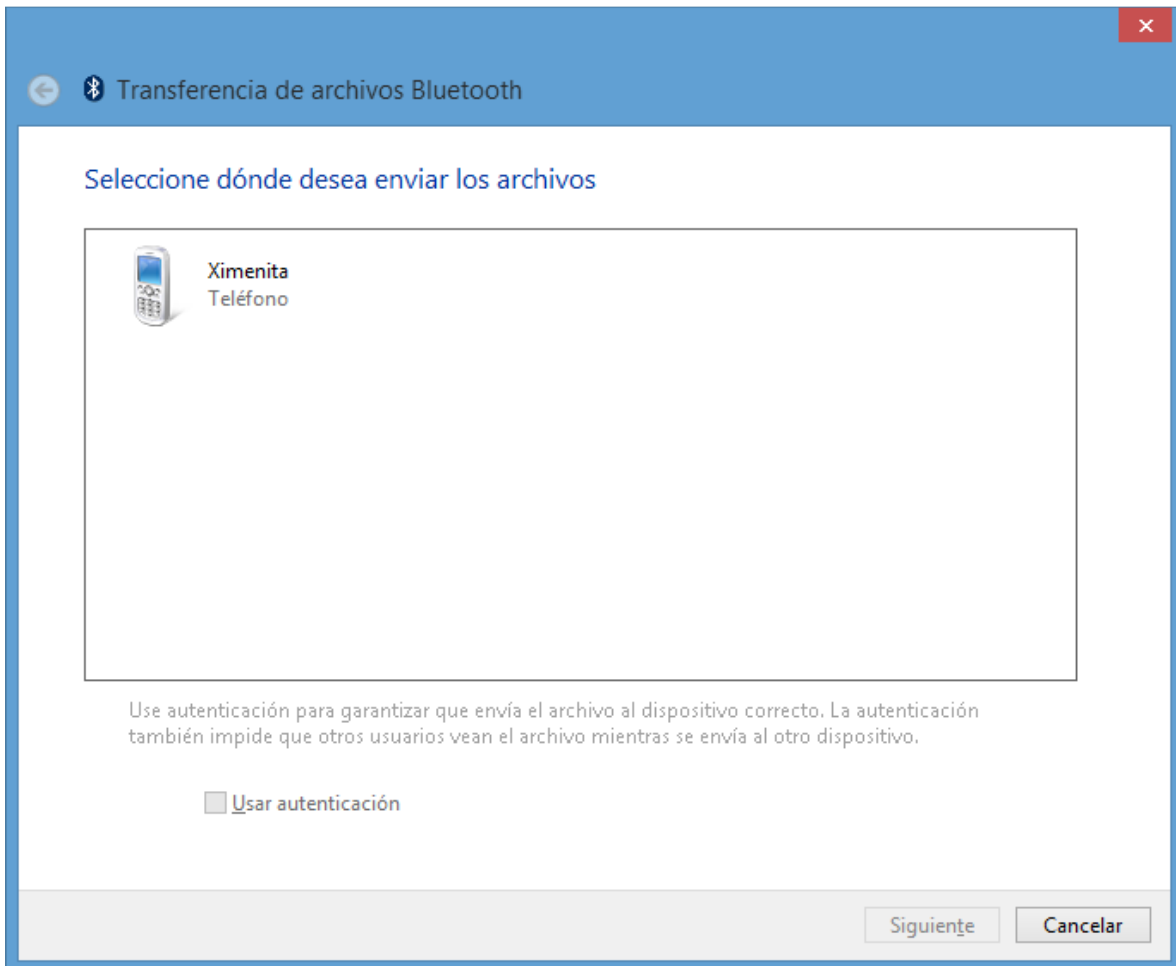 Transferencia de archivos Bluetooth
Seleccione dónde desea enviar los archivos
Ximenita
Teléfono
Use autenticación para garantizar que envía el archivo al dispositivo correcto. La autenticación
también impide que otros usuarios vean el archivo mientras se envía al otro dispositivo.
Usar autenticación
Siguiente
Cancelar